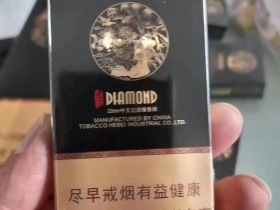 DIAMOND
MANUFACTURED BY CHINA
TOBACCO HEBEI INDUSTRIAL CO.,LTD.
尽早戒烟有益健康